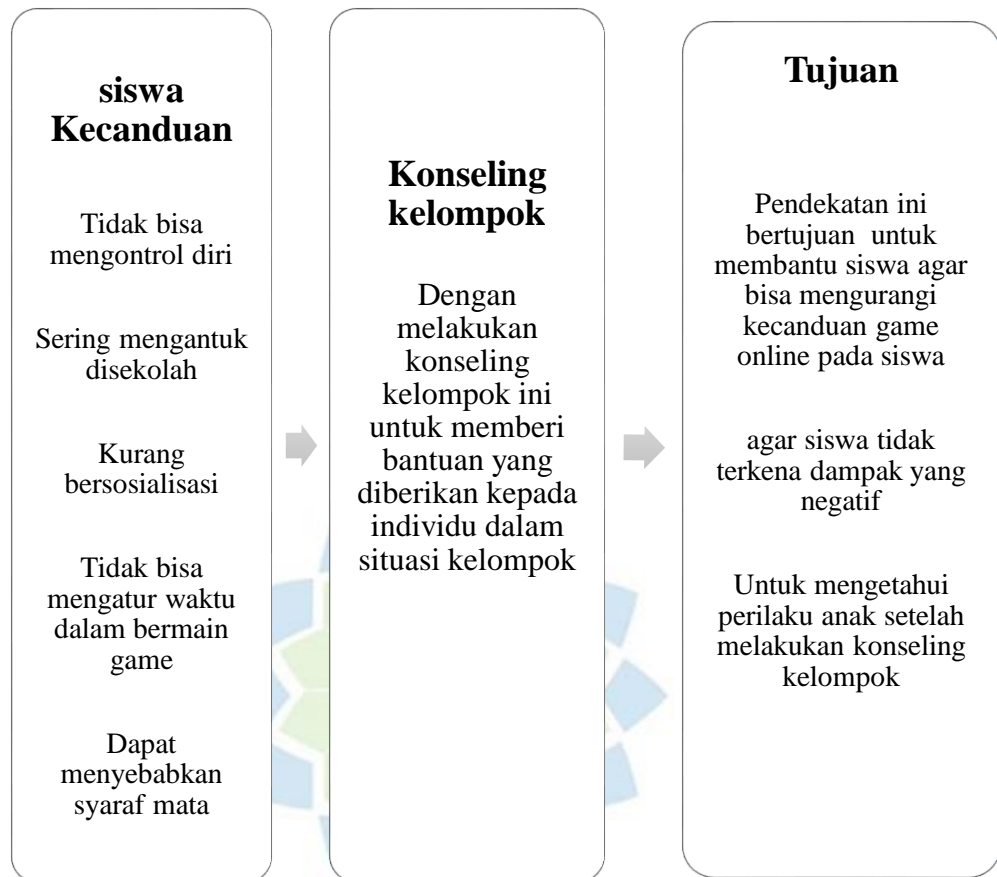 siswa
Kecanduan
Tidak bisa
mengontrol diri
Sering mengantuk
disekolah
Kurang
bersosialisasi
Tidak bisa
mengatur waktu
dalam bermain
game
Dapat
menyebabkan
syaraf mata
Konseling
kelompok
Dengan
melakukan
konseling
kelompok ini
untuk memberi
bantuan yang
diberikan kepada
individu dalam
situasi kelompok
Tujuan
Pendekatan ini
bertujuan untuk
membantu siswa agar
bisa mengurangi
kecanduan game
online pada siswa
agar siswa tidak
terkena dampak yang
negatif
Untuk mengetahui
perilaku anak setelah
melakukan konseling
kelompok